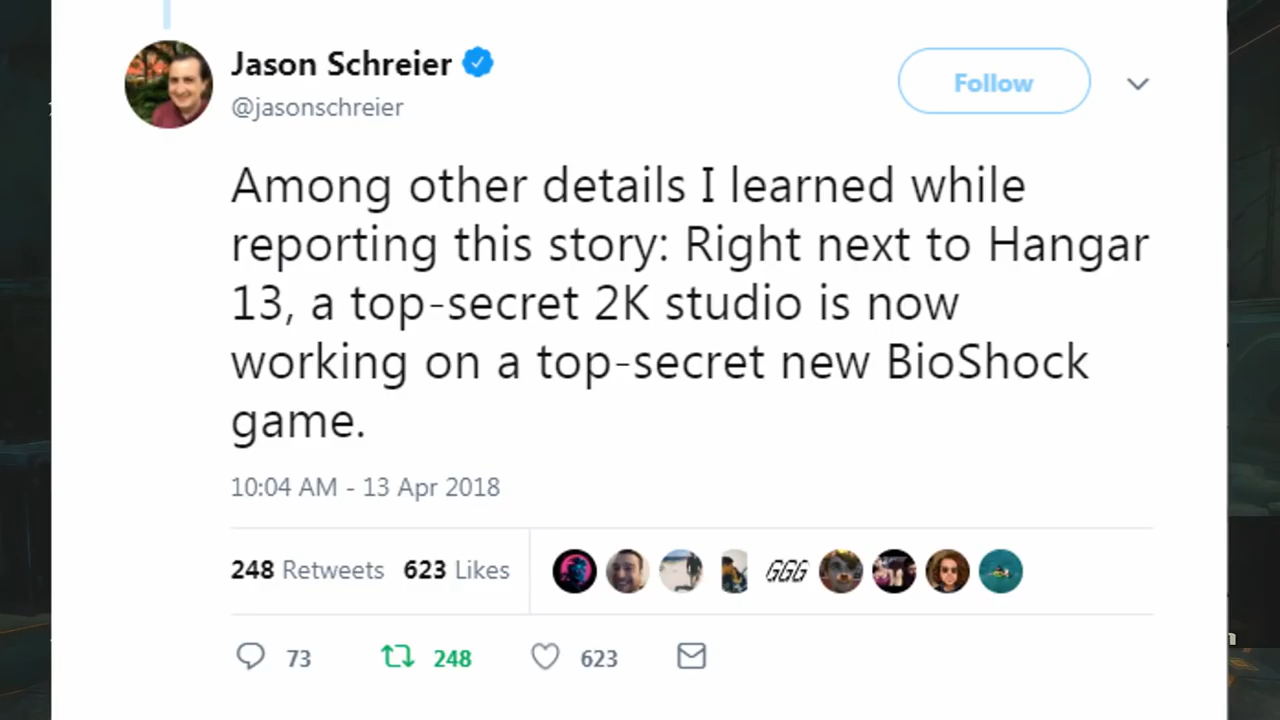 Jason Schreier
@jasonschreier
Follow
Among other details I learned while
reporting this story: Right next to Hangar
13, a top-secret 2K studio is now
working on a top-secret new BioShock
game.
10:04 AM - 13 Apr 2018
248 Retweets 623 Likes
GGG
73 248 623